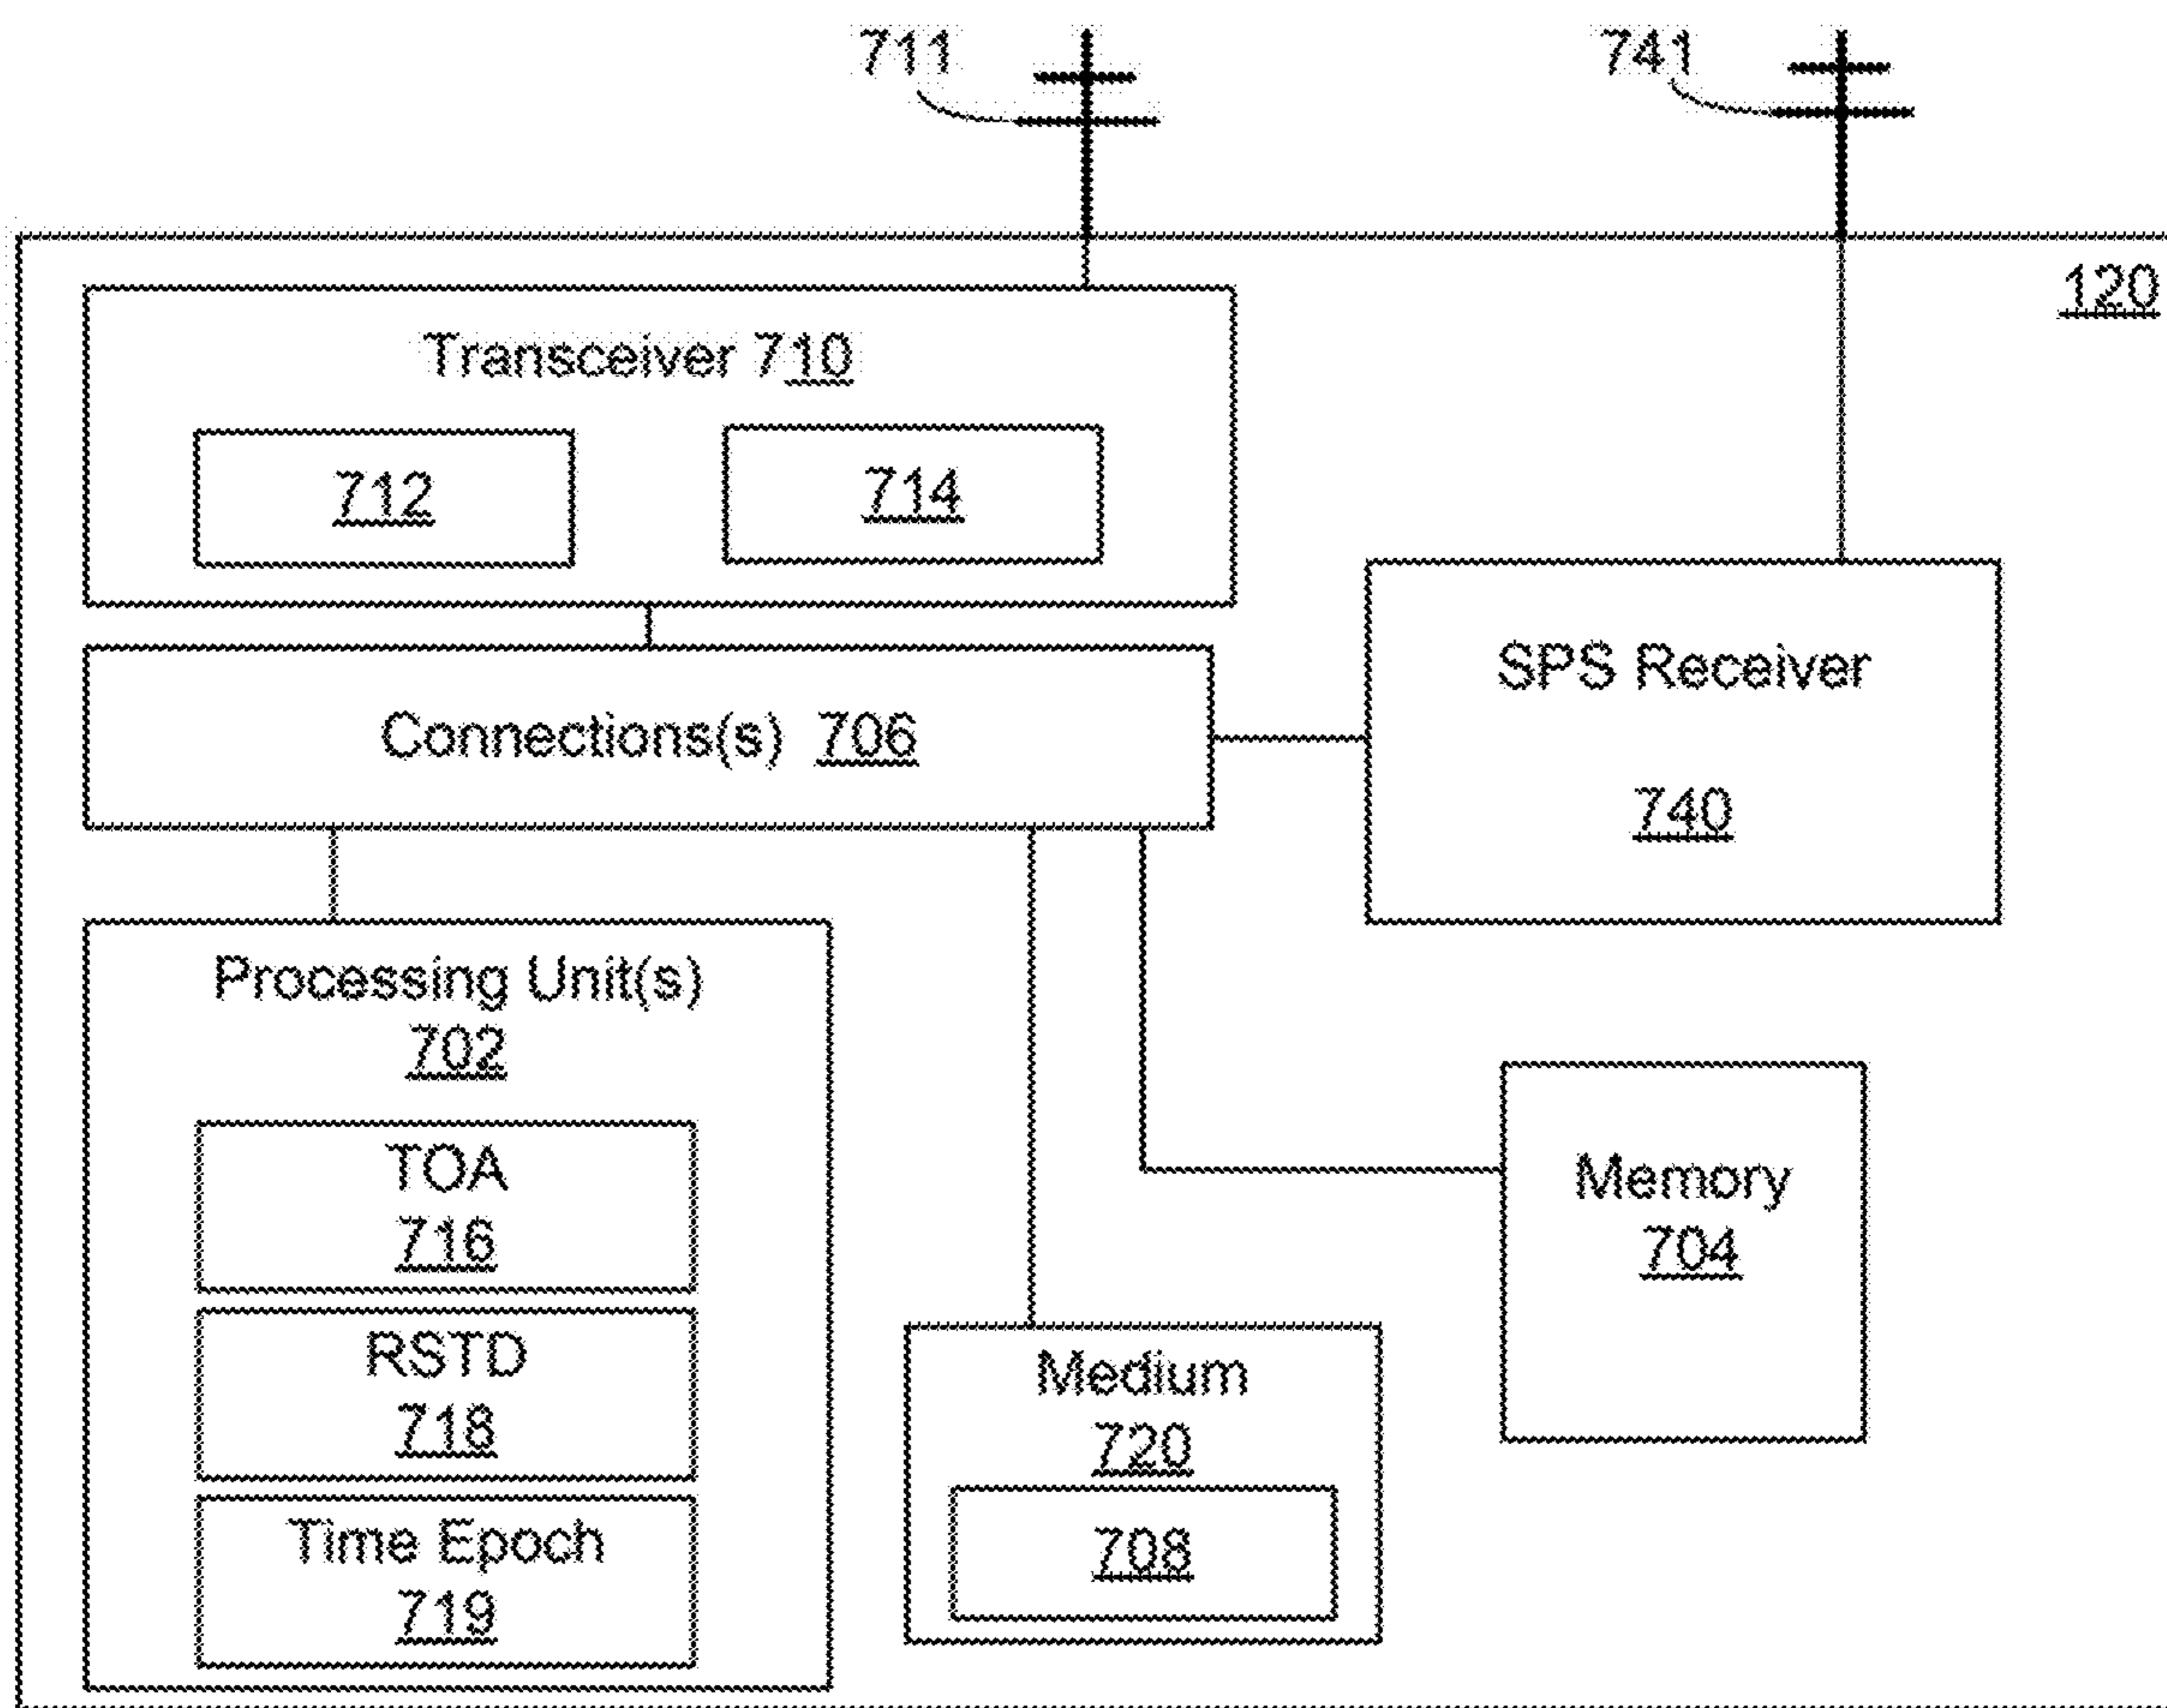 711
741
120
Transceiver 710
712
714
Connections(s) 706
SPS Receiver
740
Processing Unit(s)
702
TOA
716
RSTD
718
Time Epoch
719
Medium
720
708
Memory
704